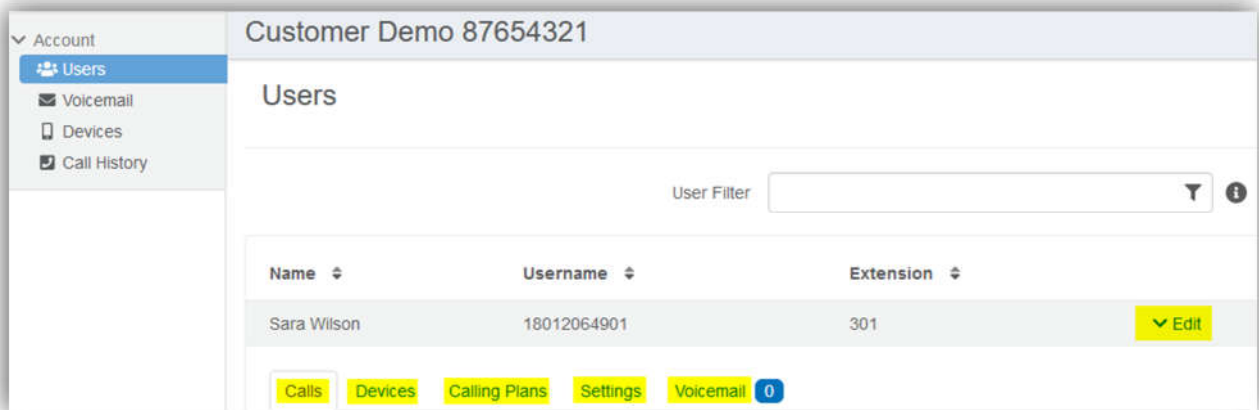 Account
Users
Voicemail
Devices
Call History
Customer Demo 87654321
Users
User Filter
Name Username Extension
Sara Wilson 18012064901 301 Edit
Calls Devices Calling Plans Settings Voicemail 0